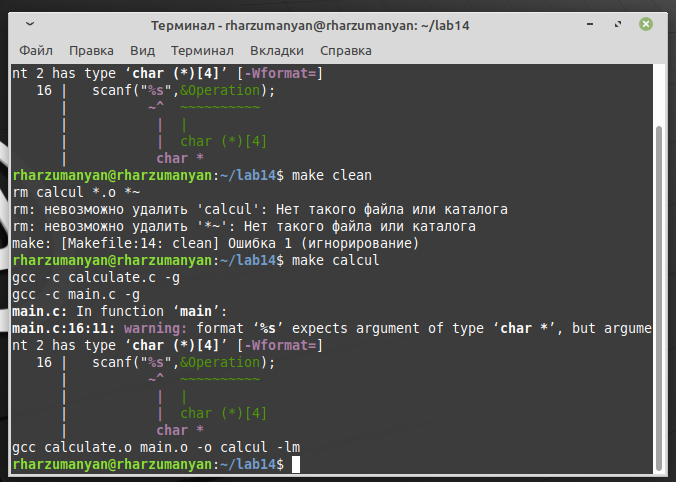 Терминал - rharzumanyan@rharzumanyan: ~/lab14
Файл Правка Вид Терминал Вкладки Справка
nt 2 has type ‘char (*)[4]’ [-Wformat=]
   16 |   scanf("%s",&Operation);
      |          ~^  ~~~~~~~~~~
      |           |  |
      |           |  char (*)[4]
      |           char *
rharzumanyan@rharzumanyan:~/lab14$ make clean
rm calcul *.o *~
rm: невозможно удалить 'calcul': Нет такого файла или каталога
rm: невозможно удалить '*~': Нет такого файла или каталога
make: [Makefile:14: clean] Ошибка 1 (игнорирование)
rharzumanyan@rharzumanyan:~/lab14$ make calcul
gcc -c calculate.c -g
gcc -c main.c -g
main.c: In function ‘main’:
main.c:16:11: warning: format ‘%s’ expects argument of type ‘char *’, but argume
nt 2 has type ‘char (*)[4]’ [-Wformat=]
   16 |   scanf("%s",&Operation);
      |          ~^  ~~~~~~~~~~
      |           |  |
      |           |  char (*)[4]
      |           char *
gcc calculate.o main.o -o calcul -lm
rharzumanyan@rharzumanyan:~/lab14$